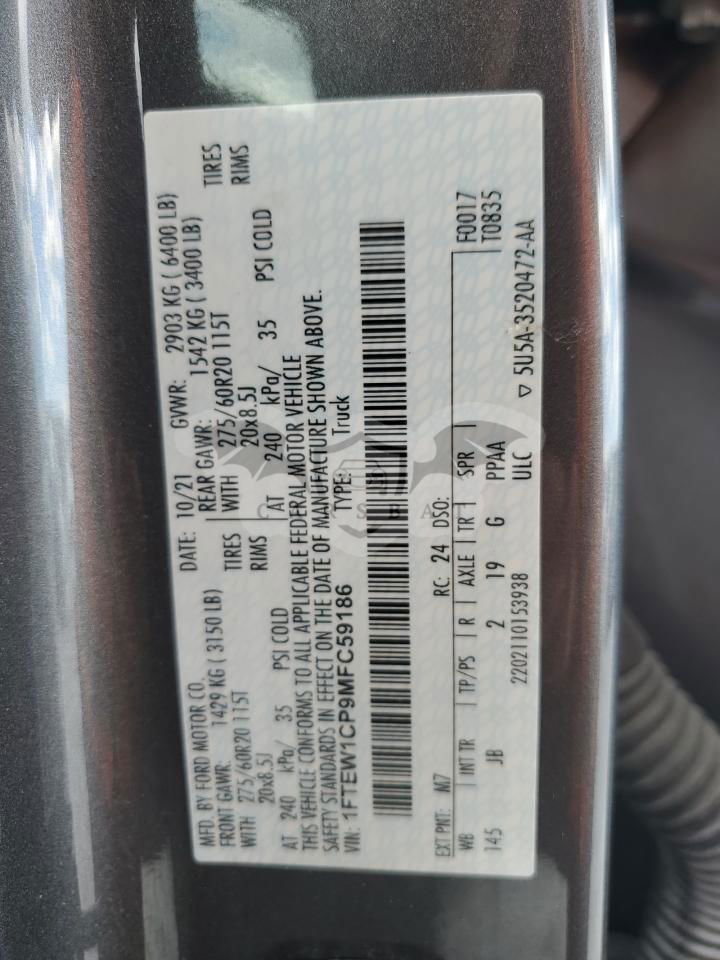 MFD. BY FORD MOTOR CO.
DATE: 10/21
GVWR: 2903 KG ( 6400 LB)
FRONT GAWR: 1429 KG ( 3150 LB)
REAR GAWR: 1542 KG ( 3400 LB)
WITH 275/60R20 115T TIRES
WITH 275/60R20 115T TIRES
20x8.5J RIMS
20x8.5J RIMS
AT 240 kPa/ 35 PSI COLD
AT 240 kPa/ 35 PSI COLD
THIS VEHICLE CONFORMS TO ALL APPLICABLE FEDERAL MOTOR VEHICLE
SAFETY STANDARDS IN EFFECT ON THE DATE OF MANUFACTURE SHOWN ABOVE.
VIN: 1FTEW1CP9MFC59186
TYPE: Truck
EXT PNT: M7 RC: 24 DSO: F0017
WB INT TR TP/PS R AXLE TR SPR T0835
145 JB 2 19 G PPAA
ULC
2202110153938
▽ 5U5A-3520472-AA